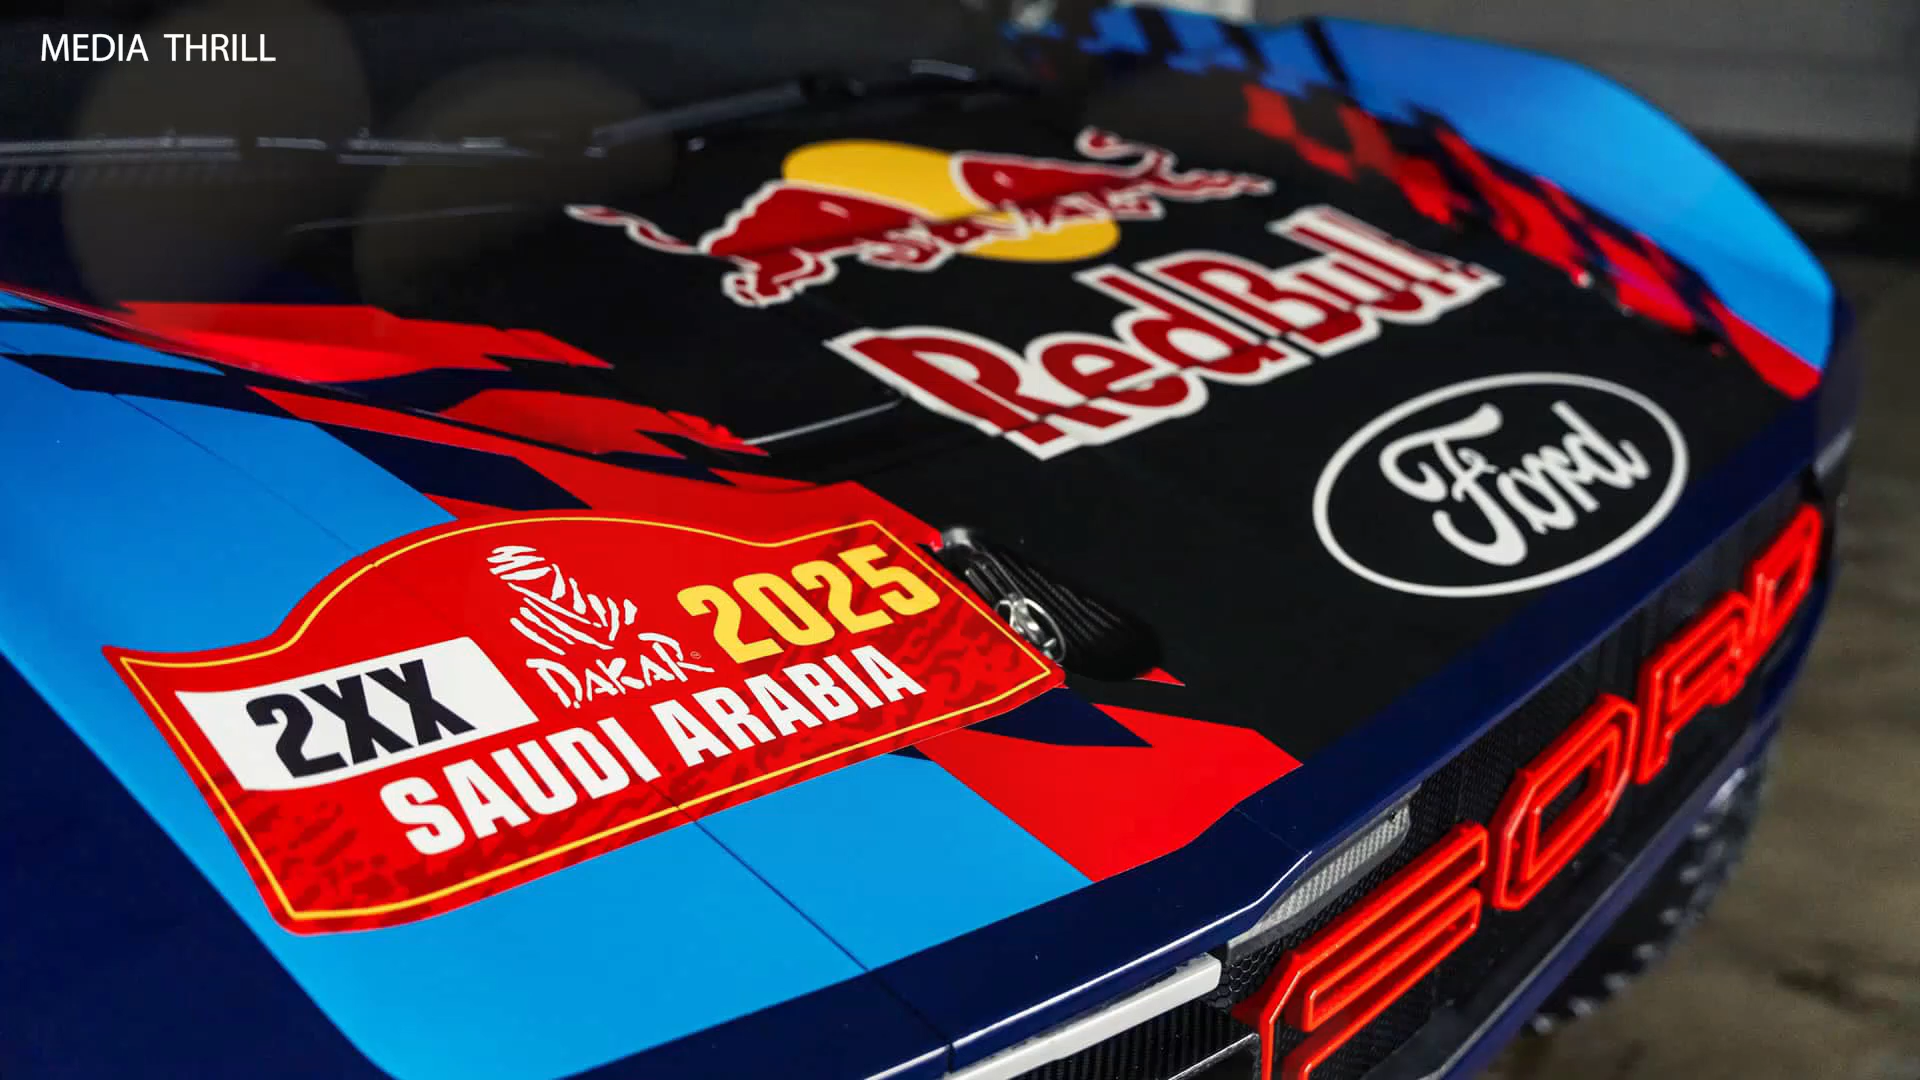 MEDIA THRILL
Red Bull
Ford
2XX
DAKAR
2025
SAUDI ARABIA
FORD